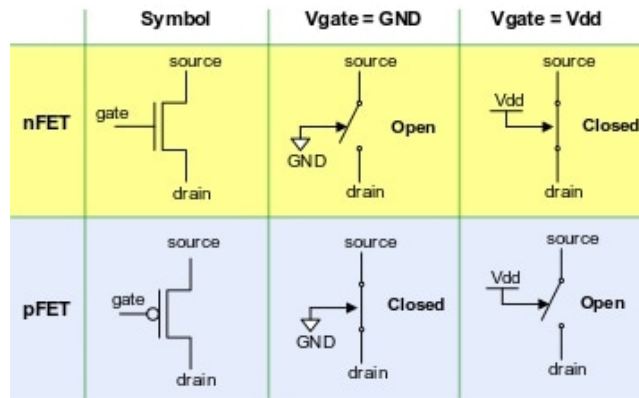 Symbol Vgate = GND Vgate = Vdd
source source source
nFET gate Open Vdd Closed
GND
drain drain drain
source source source
pFET gate Closed Vdd Open
GND
drain drain drain